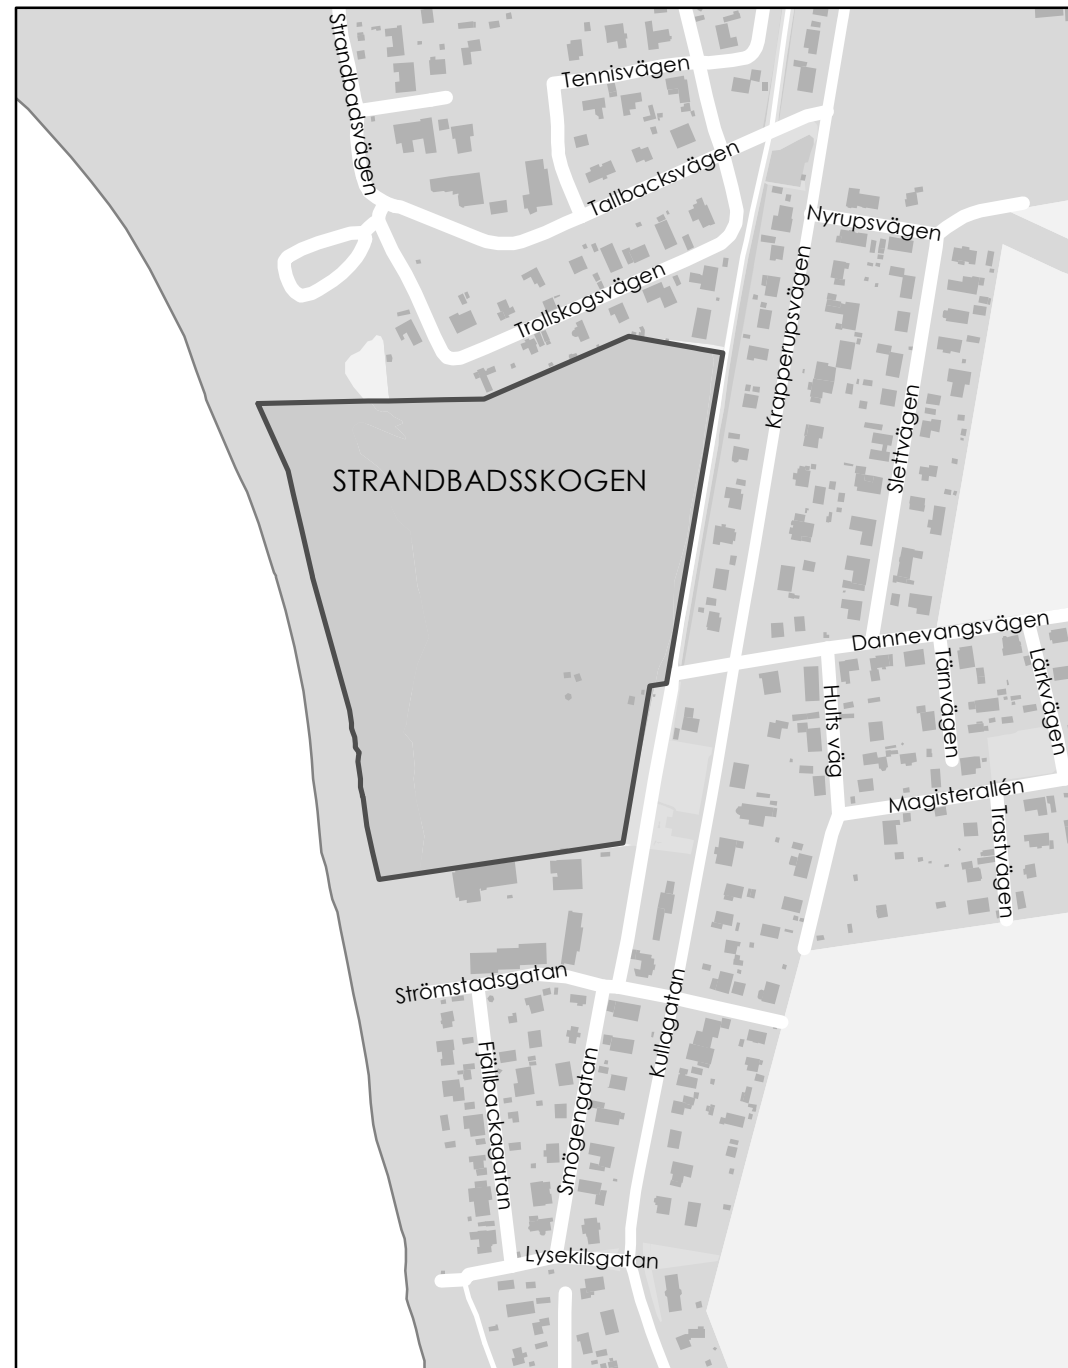 Strandbadsvägen
Tennisvägen
Tallbacksvägen
Nyrupsvägen
Trollskogsvägen
Krapperupsvägen
Slettvägen
STRANDBADSSKOGEN
Dannevangsvägen
Tärnvägen
Lärkvägen
Hults väg
Magisterallén
Trastvägen
Strömstadsgatan
Kullagatan
Fjällbackagatan
Smögengatan
Lysekilsgatan